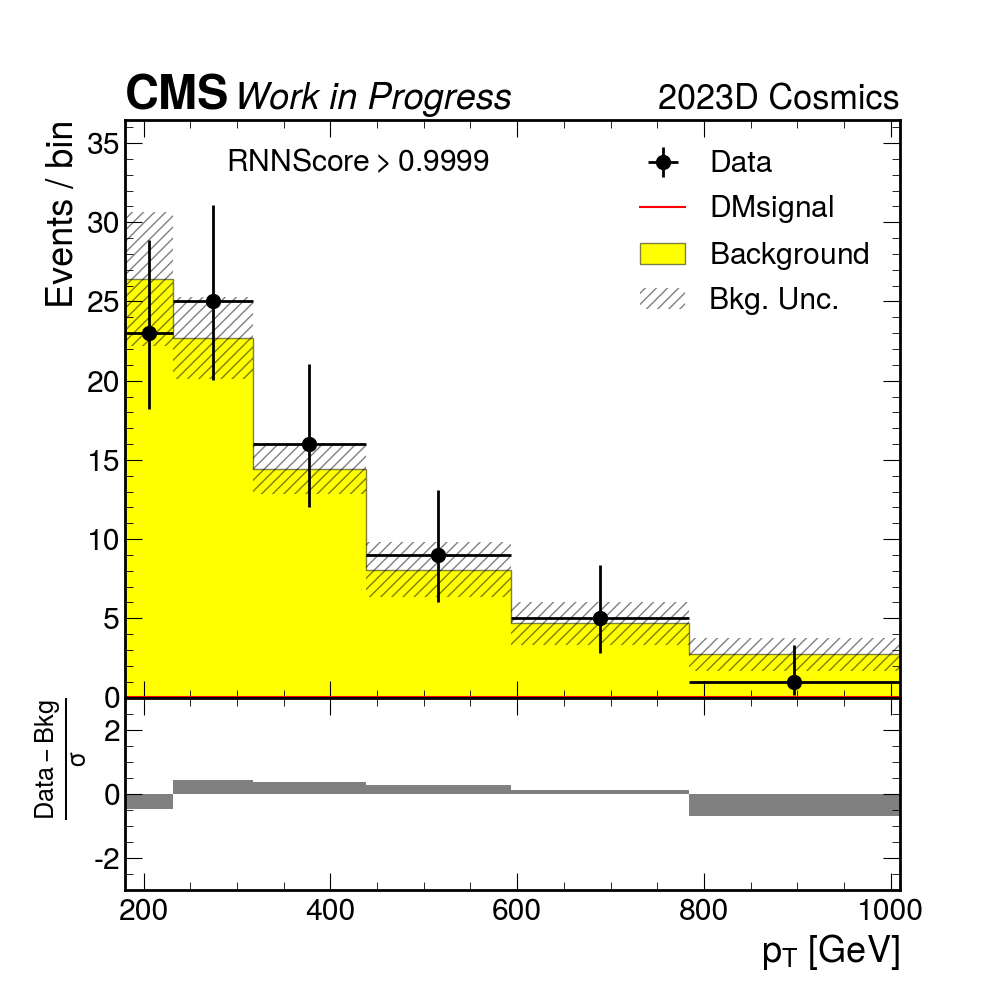 CMS Work in Progress 2023D Cosmics
Events / bin
RNNScore > 0.9999
Data
DMsignal
Background
Bkg. Unc.
35
30
25
20
15
10
5
0
Data – Bkg
σ
2
0
-2
200 400 600 800 1000
pT [GeV]